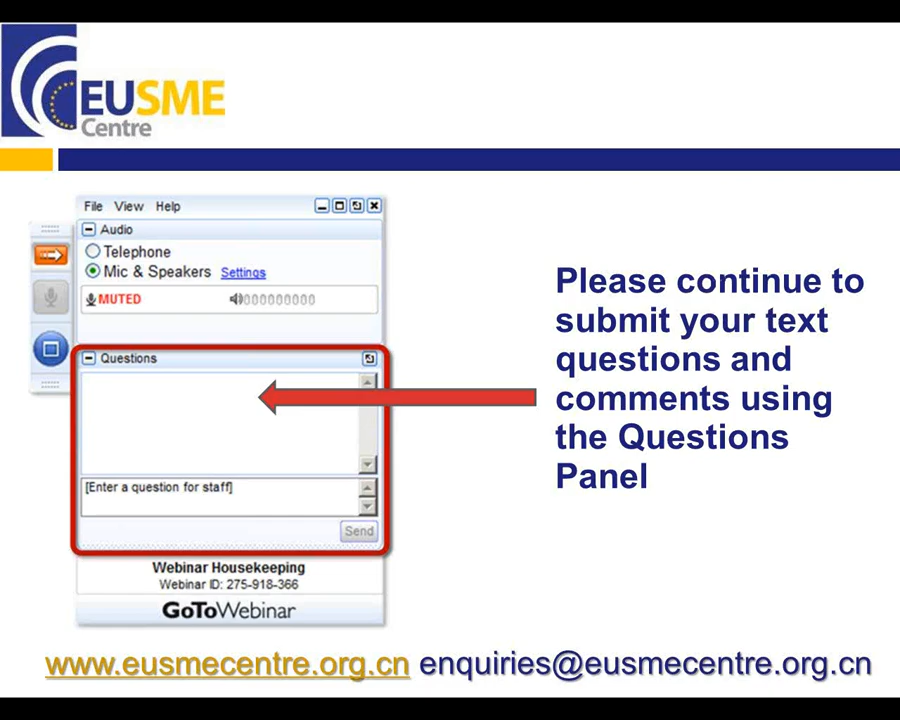 EUSME
Centre
File View Help
Audio
Telephone
Mic & Speakers Settings
MUTED
Questions
[Enter a question for staff]
Send
Webinar Housekeeping
Webinar ID: 275-918-366
GoToWebinar
Please continue to
submit your text
questions and
comments using
the Questions
Panel
www.eusmecentre.org.cn enquiries@eusmecentre.org.cn